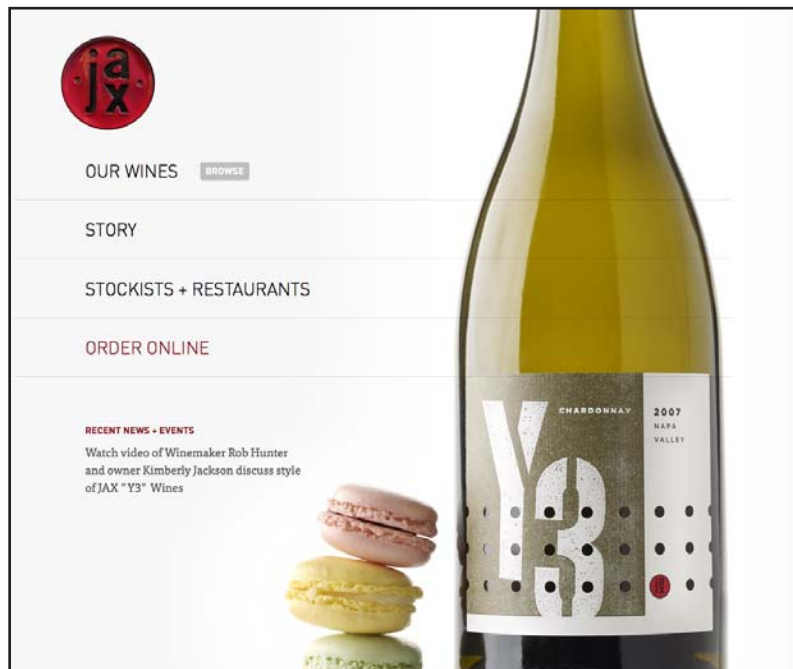 jax
OUR WINES BROWSE
STORY
STOCKISTS + RESTAURANTS
ORDER ONLINE
RECENT NEWS + EVENTS
Watch video of Winemaker Rob Hunter
and owner Kimberly Jackson discuss style
of JAX "Y3" Wines
CHARDONNAY
2007
NAPA
VALLEY
Y3